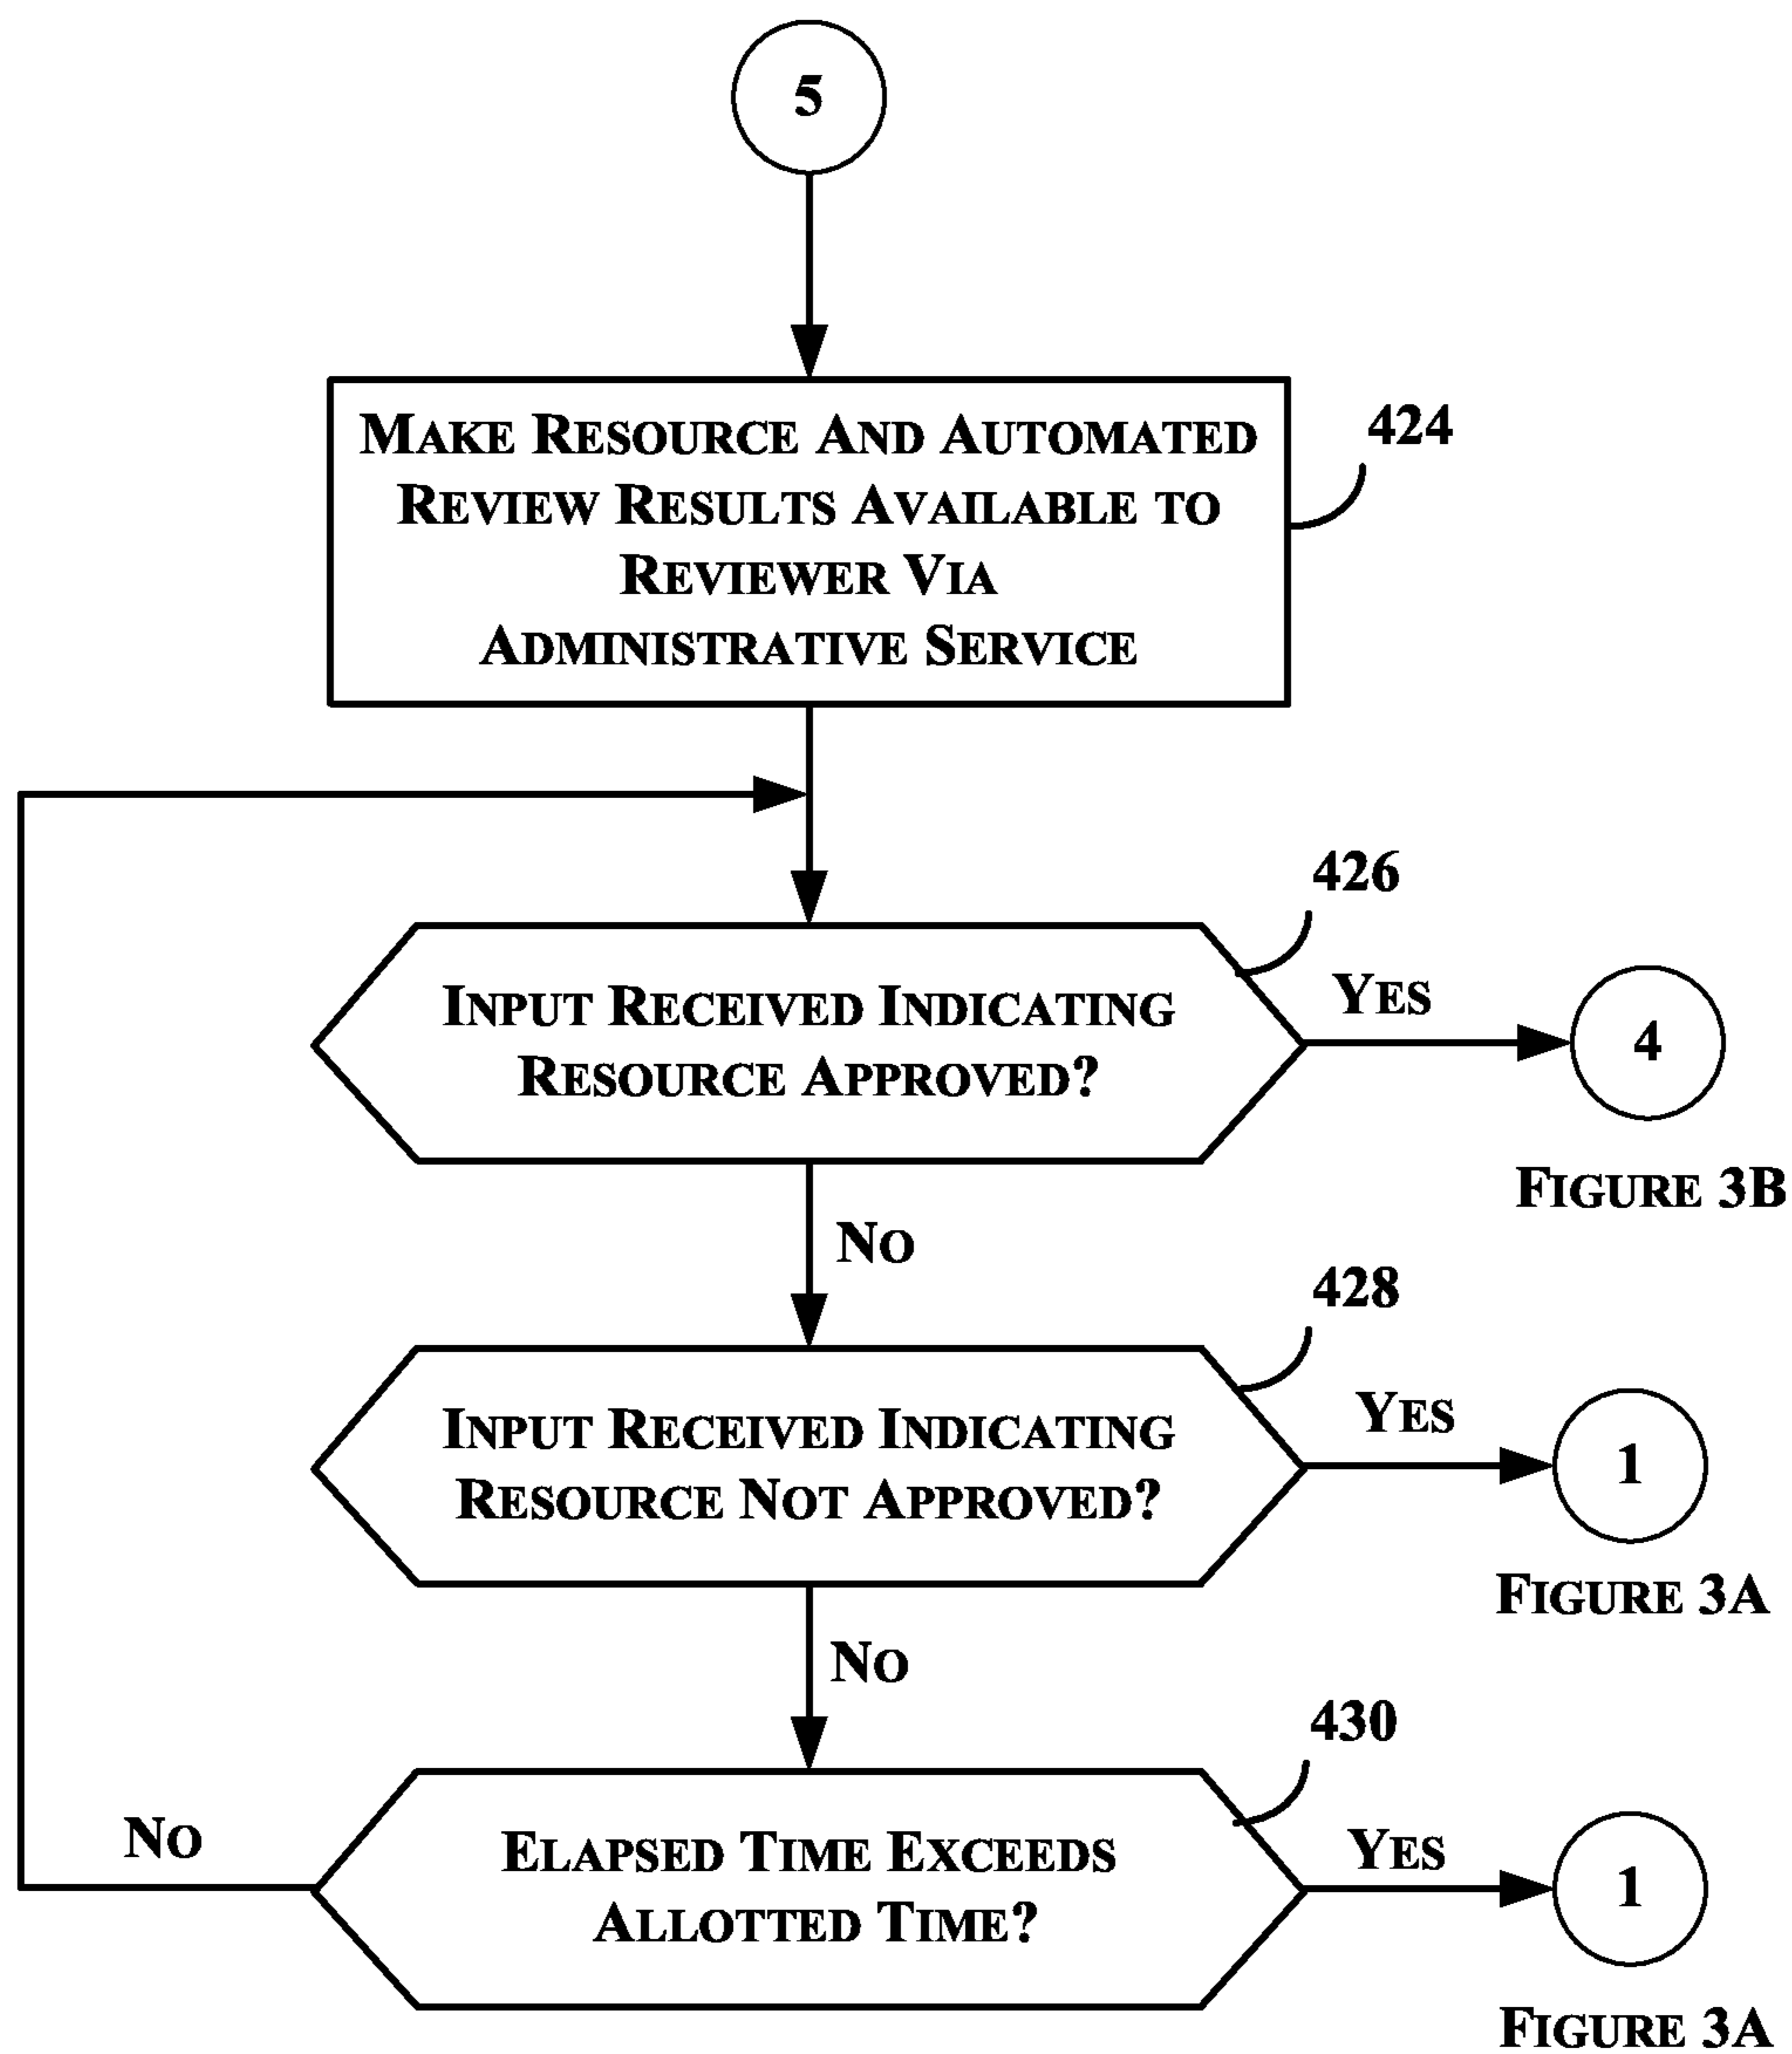 5
MAKE RESOURCE AND AUTOMATED
REVIEW RESULTS AVAILABLE TO
REVIEWER VIA
ADMINISTRATIVE SERVICE
424
426
INPUT RECEIVED INDICATING
RESOURCE APPROVED?
YES
4
FIGURE 3B
NO
428
INPUT RECEIVED INDICATING
RESOURCE NOT APPROVED?
YES
1
FIGURE 3A
NO
430
ELAPSED TIME EXCEEDS
ALLOTTED TIME?
NO
YES
1
FIGURE 3A